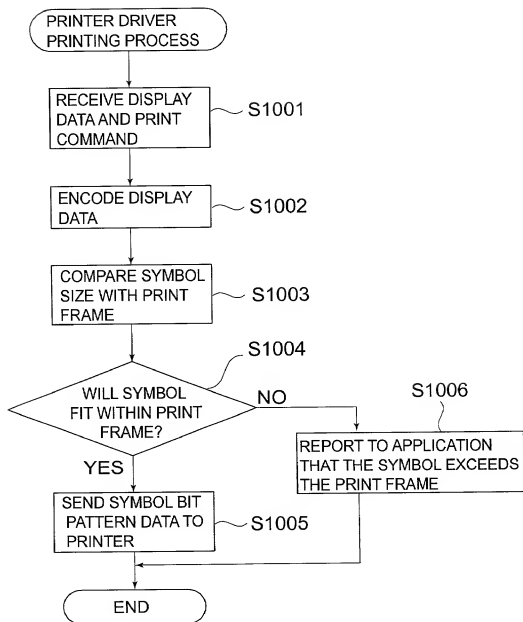 PRINTER DRIVER
PRINTING PROCESS
RECEIVE DISPLAY
DATA AND PRINT
COMMAND
S1001
ENCODE DISPLAY
DATA
S1002
COMPARE SYMBOL
SIZE WITH PRINT
FRAME
S1003
S1004
WILL SYMBOL
FIT WITHIN PRINT
FRAME?
NO
YES
S1006
REPORT TO APPLICATION
THAT THE SYMBOL EXCEEDS
THE PRINT FRAME
SEND SYMBOL BIT
PATTERN DATA TO
PRINTER
S1005
END